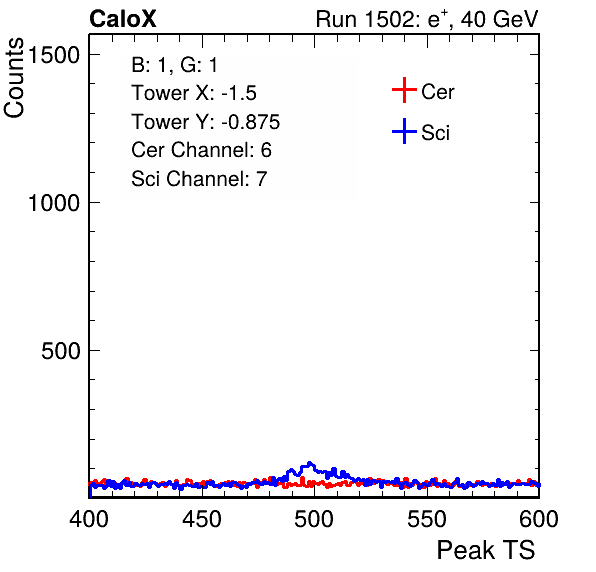 CaloX Run 1502: e⁺, 40 GeV
Counts
1500
1000
500
B: 1, G: 1
Tower X: -1.5
Tower Y: -0.875
Cer Channel: 6
Sci Channel: 7
Cer
Sci
400 450 500 550 600
Peak TS